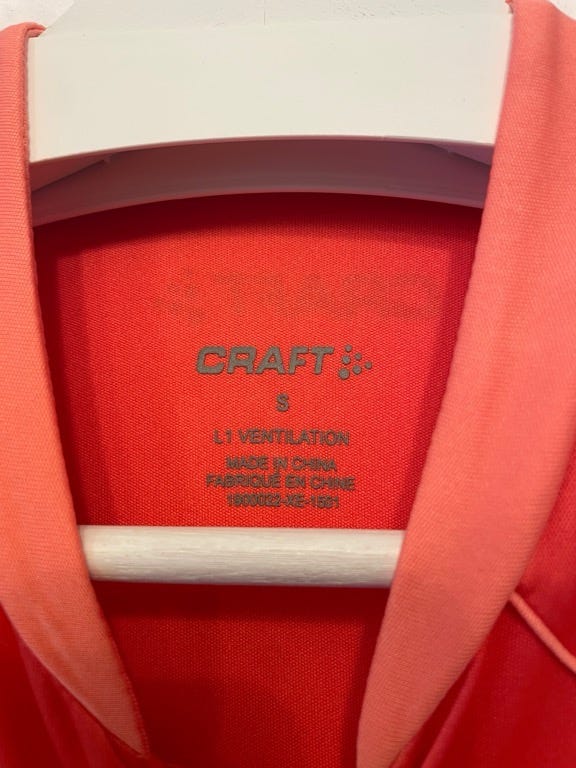 CRAFT
S
L1 VENTILATION
MADE IN CHINA
FABRIQUÉ EN CHINE
1900022-XE-1501